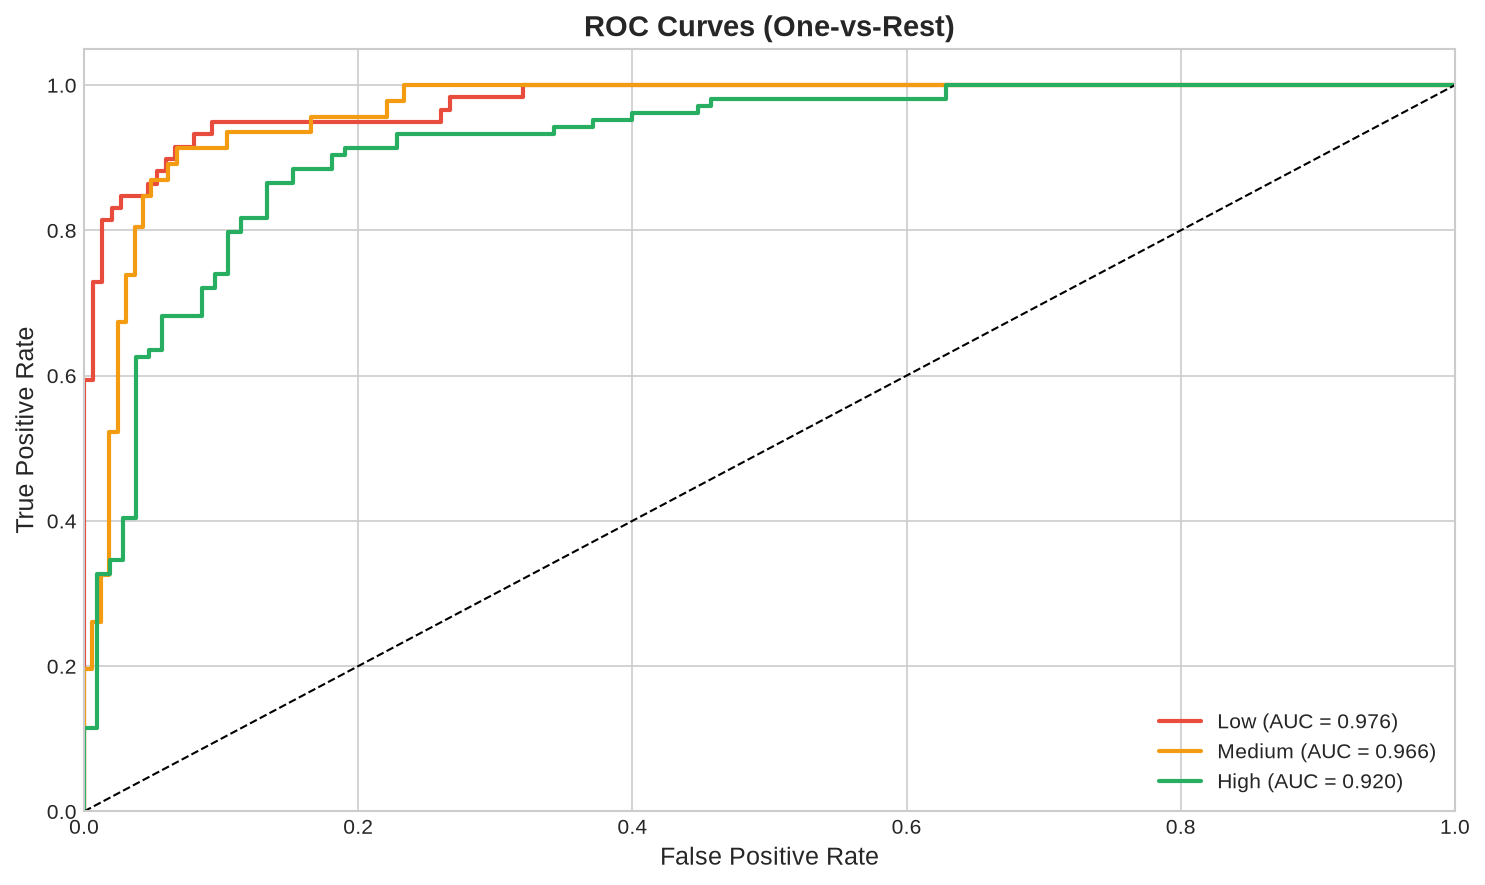 ROC Curves (One-vs-Rest)
True Positive Rate
1.0
0.8
0.6
0.4
0.2
0.0
0.0 0.2 0.4 0.6 0.8 1.0
False Positive Rate
Low (AUC = 0.976)
Medium (AUC = 0.966)
High (AUC = 0.920)